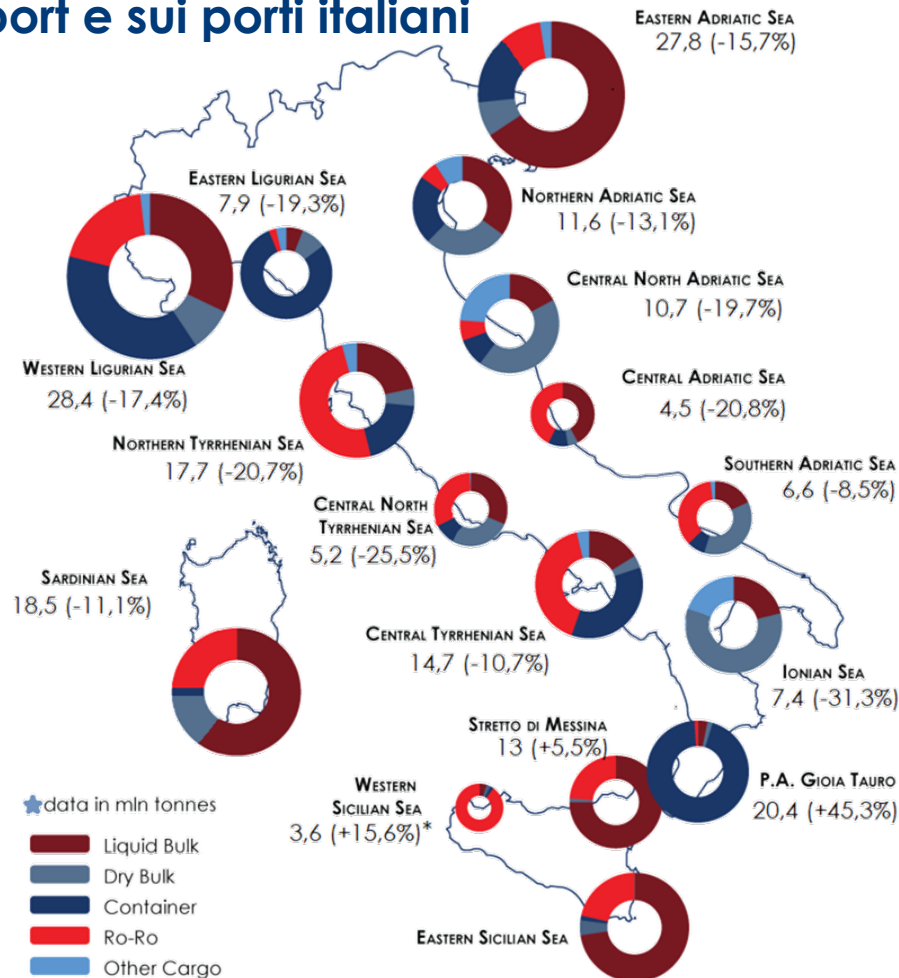 port e sui porti italiani
EASTERN ADRIATIC SEA
27,8 (-15,7%)
EASTERN LIGURIAN SEA
7,9 (-19,3%)
NORTHERN ADRIATIC SEA
11,6 (-13,1%)
CENTRAL NORTH ADRIATIC SEA
10,7 (-19,7%)
WESTERN LIGURIAN SEA
28,4 (-17,4%)
CENTRAL ADRIATIC SEA
4,5 (-20,8%)
NORTHERN TYRRHENIAN SEA
17,7 (-20,7%)
SOUTHERN ADRIATIC SEA
6,6 (-8,5%)
CENTRAL NORTH
TYRRHENIAN SEA
5,2 (-25,5%)
SARDINIAN SEA
18,5 (-11,1%)
CENTRAL TYRRHENIAN SEA
14,7 (-10,7%)
IONIAN SEA
7,4 (-31,3%)
STRETTO DI MESSINA
13 (+5,5%)
P.A. GIOIA TAURO
20,4 (+45,3%)
WESTERN
SICILIAN SEA
3,6 (+15,6%)*
EASTERN SICILIAN SEA
data in mln tonnes
Liquid Bulk
Dry Bulk
Container
Ro-Ro
Other Cargo